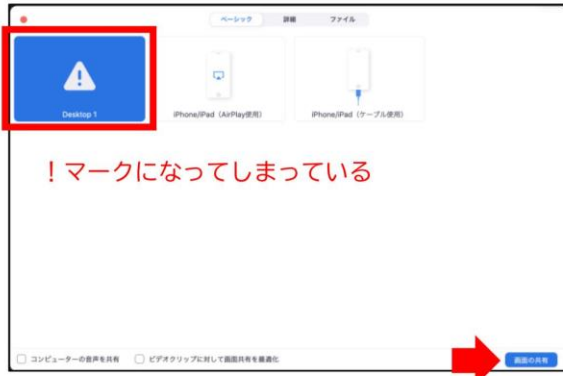 ベーシック 詳細 ファイル
Desktop 1
iPhone/iPad（AirPlay使用）
iPhone/iPad（ケーブル使用）
！マークになってしまっている
コンピューターの音声を共有
ビデオクリップに対して画面共有を最適化
画面の共有